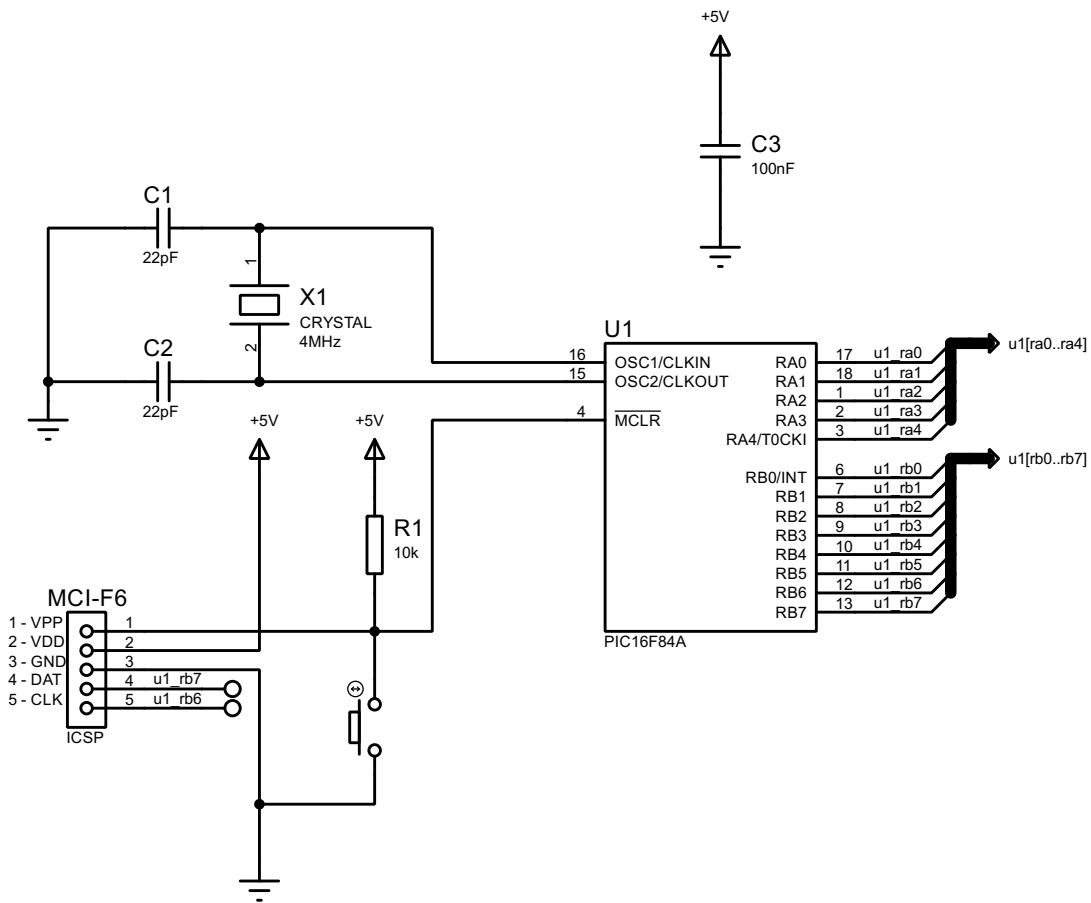 +5V
C3
100nF
C1
22pF
1
X1
CRYSTAL
4MHz
2
C2
22pF
+5V
+5V
R1
10k
U1
16 OSC1/CLKIN
15 OSC2/CLKOUT
4 MCLR
RA0 17 u1_ra0
RA1 18 u1_ra1
RA2 1 u1_ra2
RA3 2 u1_ra3
RA4/T0CKI 3 u1_ra4
u1[ra0..ra4]
RB0/INT 6 u1_rb0
RB1 7 u1_rb1
RB2 8 u1_rb2
RB3 9 u1_rb3
RB4 10 u1_rb4
RB5 11 u1_rb5
RB6 12 u1_rb6
RB7 13 u1_rb7
u1[rb0..rb7]
PIC16F84A
MCI-F6
1 - VPP 1
2 - VDD 2
3 - GND 3
4 - DAT 4 u1_rb7
5 - CLK 5 u1_rb6
ICSP